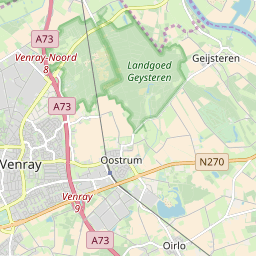 A73
Venray-Noord
8
Landgoed
Geysteren
Geijsteren
A73
Venray
Oostrum
N270
Venray
9
A73
Oirlo